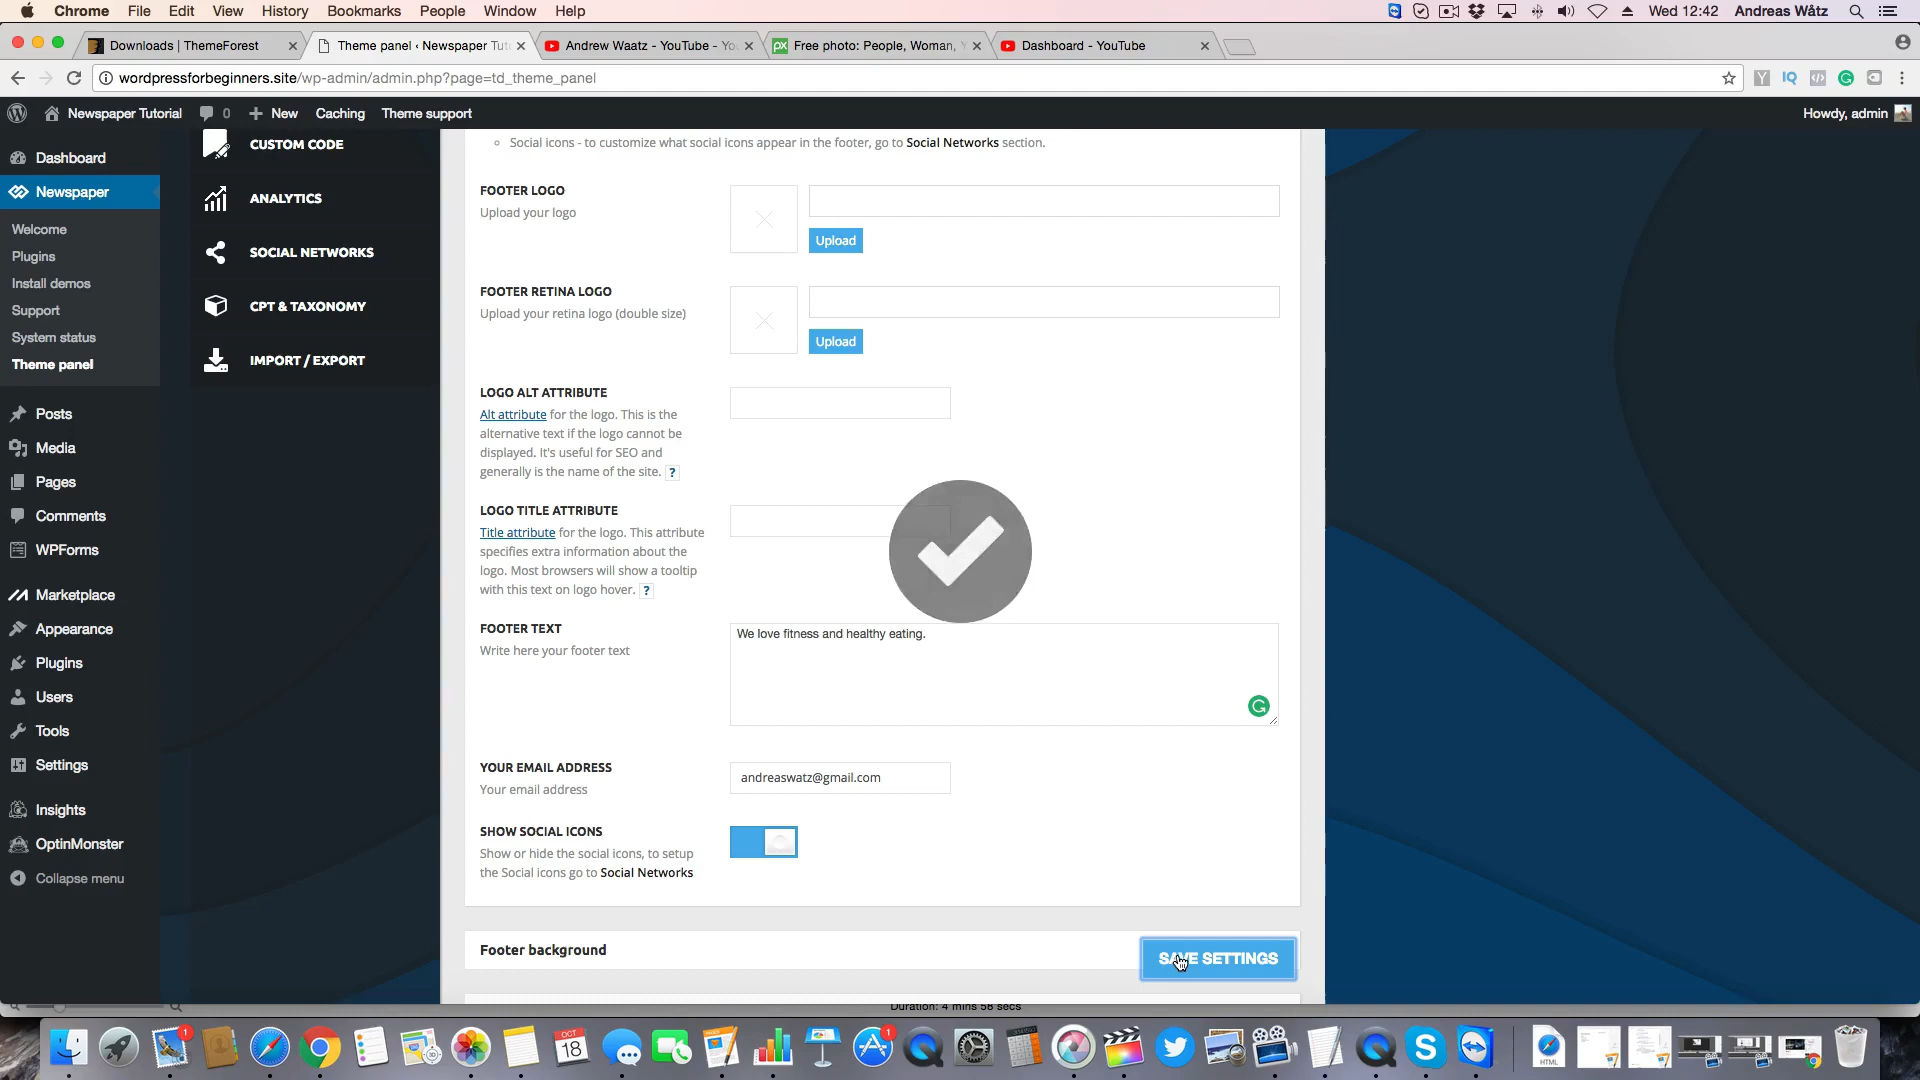 Chrome File Edit View History Bookmarks People Window Help
Wed 12:42 Andreas Wåtz
Downloads | ThemeForest
Theme panel ‹ Newspaper Tuto
Andrew Waatz - YouTube - Yo
Free photo: People, Woman, Y
Dashboard - YouTube
wordpressforbeginners.site/wp-admin/admin.php?page=td_theme_panel
Newspaper Tutorial 0 New Caching Theme support
Howdy, admin
Dashboard
Newspaper
Welcome
Plugins
Install demos
Support
System status
Theme panel
Posts
Media
Pages
Comments
WPForms
Marketplace
Appearance
Plugins
Users
Tools
Settings
Insights
OptinMonster
Collapse menu
CUSTOM CODE
ANALYTICS
SOCIAL NETWORKS
CPT & TAXONOMY
IMPORT / EXPORT
Social icons - to customize what social icons appear in the footer, go to Social Networks section.
FOOTER LOGO
Upload your logo
Upload
FOOTER RETINA LOGO
Upload your retina logo (double size)
Upload
LOGO ALT ATTRIBUTE
Alt attribute for the logo. This is the
alternative text if the logo cannot be
displayed. It's useful for SEO and
generally is the name of the site. ?
LOGO TITLE ATTRIBUTE
Title attribute for the logo. This attribute
specifies extra information about the
logo. Most browsers will show a tooltip
with this text on logo hover. ?
FOOTER TEXT
Write here your footer text
We love fitness and healthy eating.
YOUR EMAIL ADDRESS
Your email address
andreaswatz@gmail.com
SHOW SOCIAL ICONS
Show or hide the social icons, to setup
the Social icons go to Social Networks
Footer background
SAVE SETTINGS
Duration: 4 mins 58 secs
OCT
18
1
1
HTML